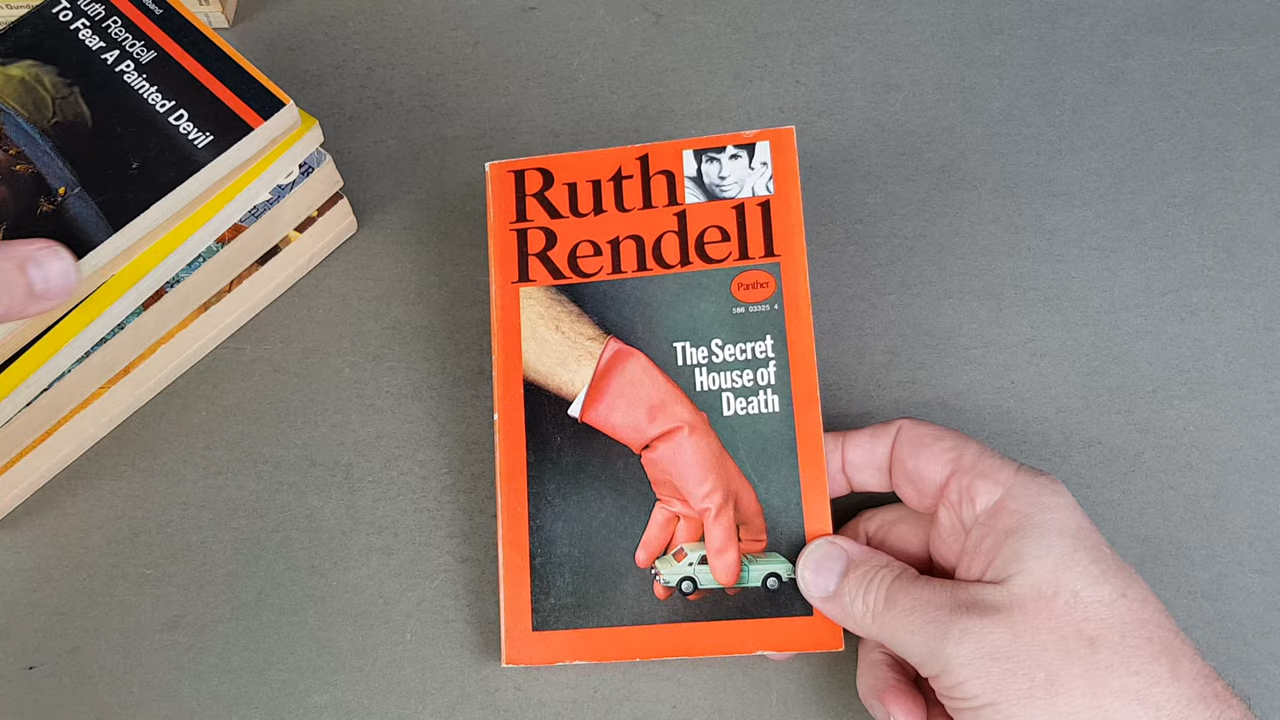 Ruth Rendell
To Fear A Painted Devil
Ruth
Rendell
Panther
586 03325 4
The Secret
House of
Death